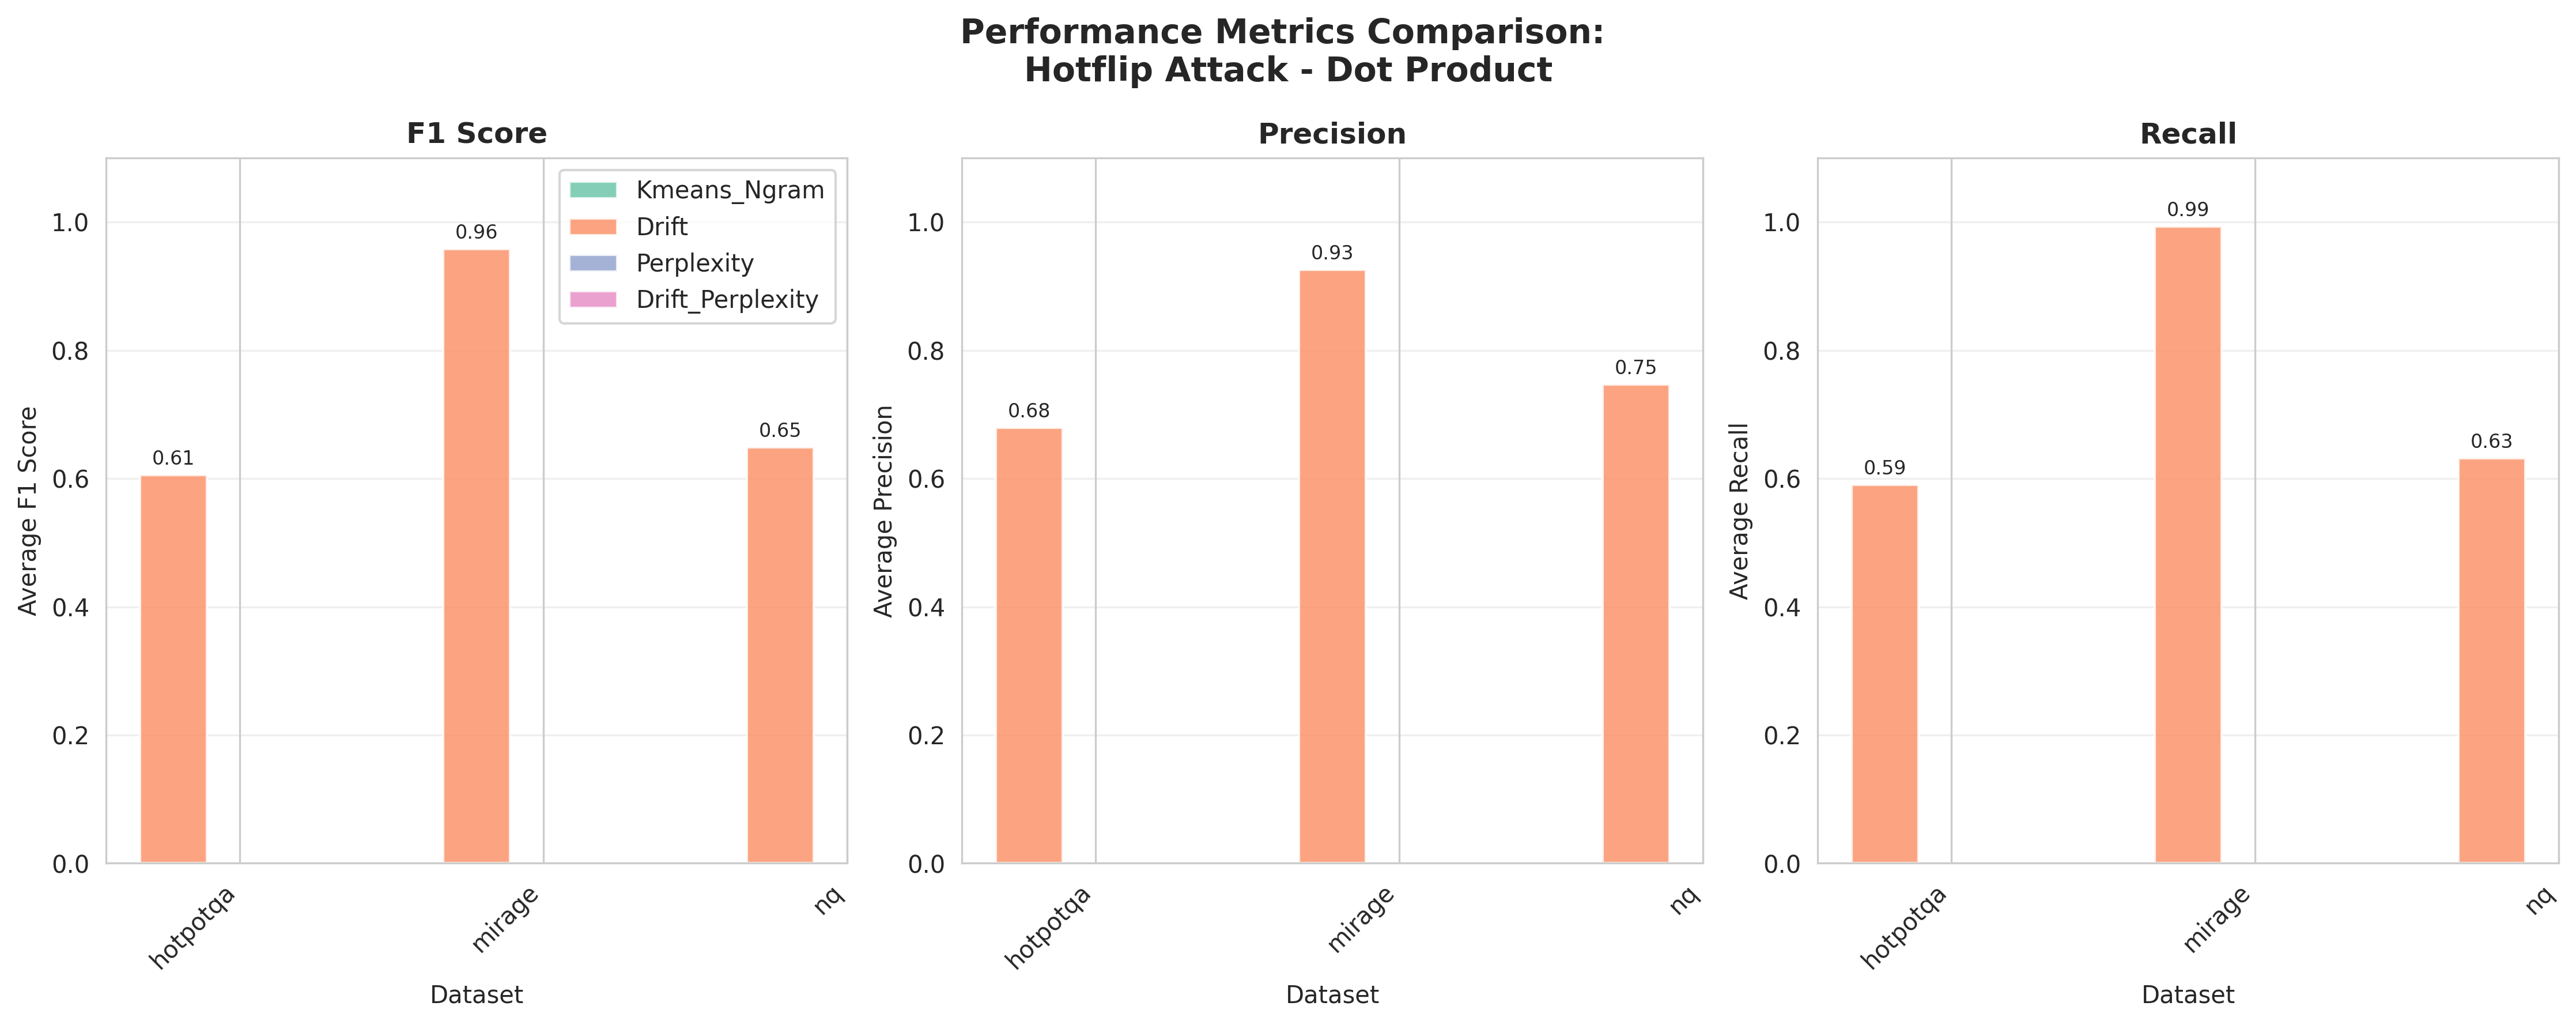 Performance Metrics Comparison:
Hotflip Attack - Dot Product
F1 Score
Average F1 Score
1.0
0.8
0.6
0.4
0.2
0.0
0.61
0.96
0.65
Kmeans_Ngram
Drift
Perplexity
Drift_Perplexity
hotpotqa
mirage
nq
Dataset
Precision
Average Precision
1.0
0.8
0.6
0.4
0.2
0.0
0.68
0.93
0.75
hotpotqa
mirage
nq
Dataset
Recall
Average Recall
1.0
0.8
0.6
0.4
0.2
0.0
0.59
0.99
0.63
hotpotqa
mirage
nq
Dataset